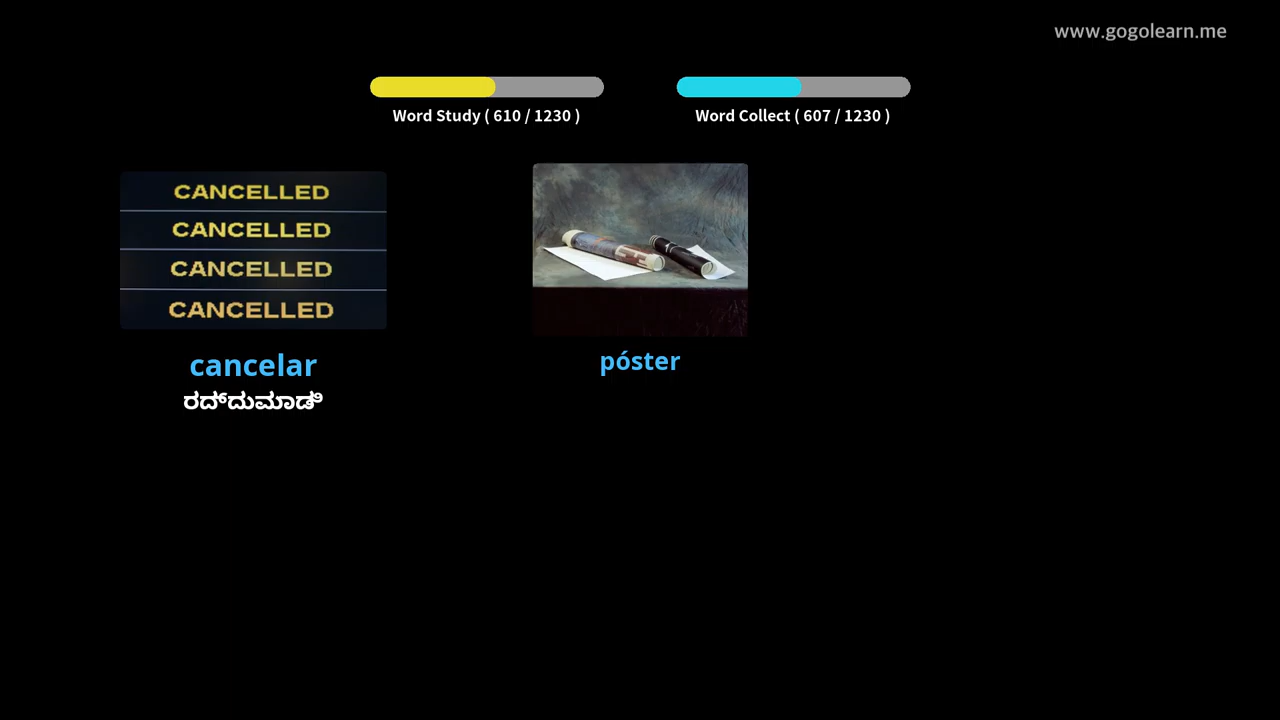 www.gogolearn.me
Word Study ( 610 / 1230 )
Word Collect ( 607 / 1230 )
CANCELLED
CANCELLED
CANCELLED
CANCELLED
cancelar
ರದ್ದುಮಾಡಿ
póster